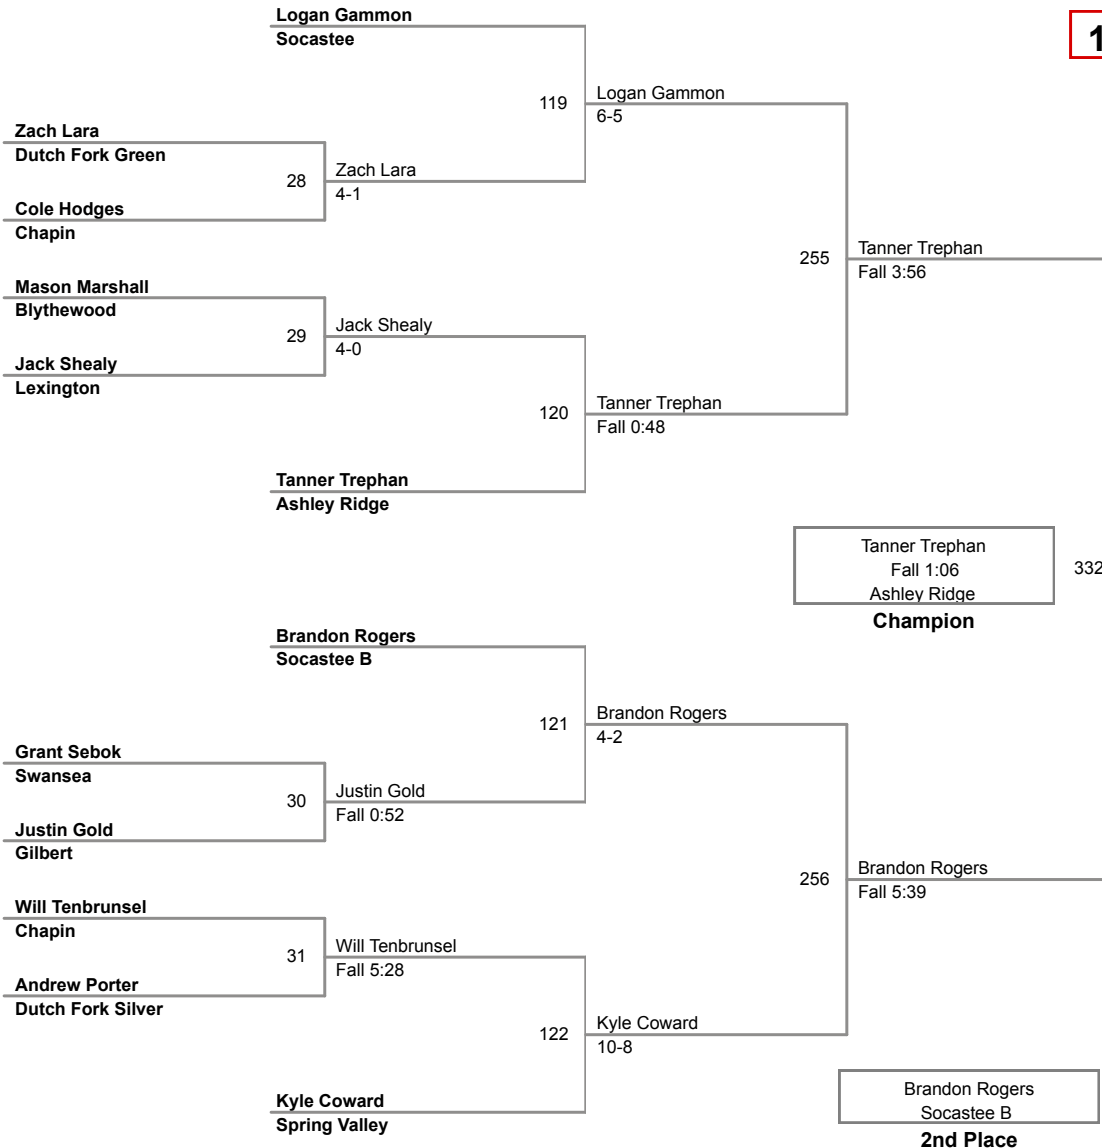 Logan Gammon
Socastee
1
119
Logan Gammon
6-5
Zach Lara
Dutch Fork Green
28
Zach Lara
4-1
Cole Hodges
Chapin
255
Tanner Trephan
Fall 3:56
Mason Marshall
Blythewood
29
Jack Shealy
4-0
Jack Shealy
Lexington
120
Tanner Trephan
Fall 0:48
Tanner Trephan
Ashley Ridge
Tanner Trephan
Fall 1:06
Ashley Ridge
332
Champion
Brandon Rogers
Socastee B
121
Brandon Rogers
4-2
Grant Sebok
Swansea
30
Justin Gold
Fall 0:52
Justin Gold
Gilbert
256
Brandon Rogers
Fall 5:39
Will Tenbrunsel
Chapin
31
Will Tenbrunsel
Fall 5:28
Andrew Porter
Dutch Fork Silver
122
Kyle Coward
10-8
Kyle Coward
Spring Valley
Brandon Rogers
Socastee B
2nd Place